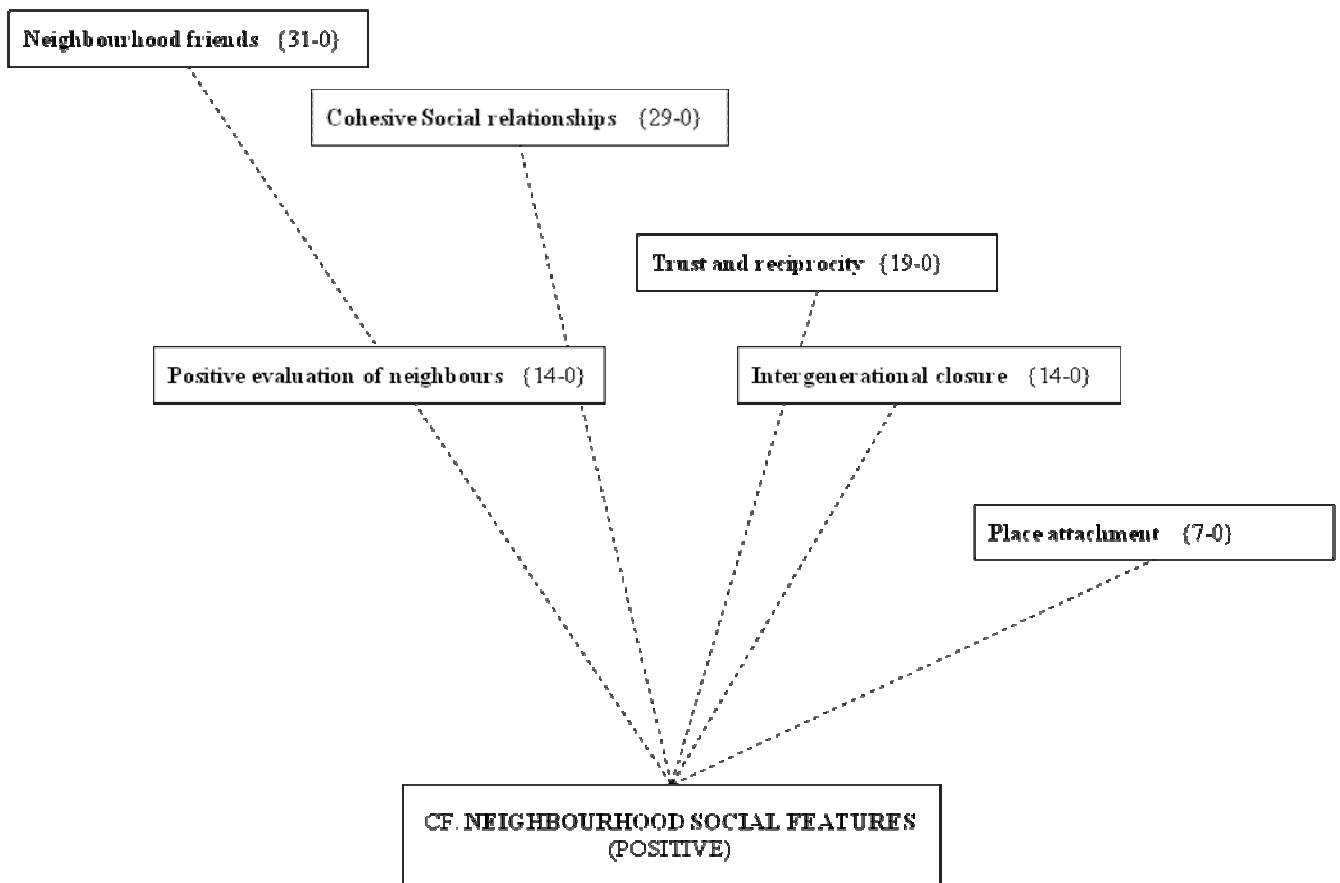 Neighbourhood friends {31-0}
Cohesive Social relationships {29-0}
Trust and reciprocity {19-0}
Positive evaluation of neighbours {14-0}
Intergenerational closure {14-0}
Place attachment {7-0}
CF. NEIGHBOURHOOD SOCIAL FEATURES
(POSITIVE)